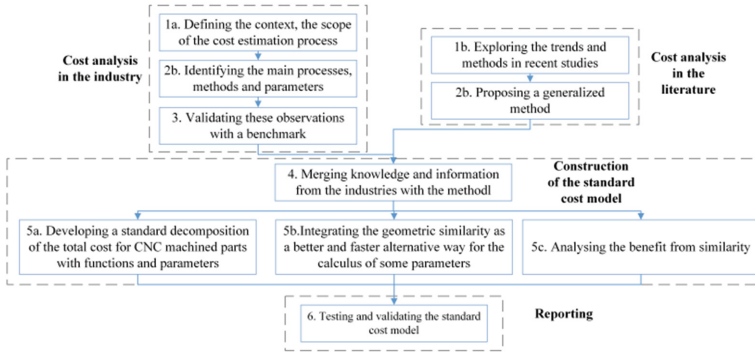 1a. Defining the context, the scope
of the cost estimation process
Cost analysis
in the industry
2b. Identifying the main processes,
methods and parameters
3. Validating these observations
with a benchmark
1b. Exploring the trends and
methods in recent studies
2b. Proposing a generalized
method
Cost analysis
in the
literature
4. Merging knowledge and information
from the industries with the methodl
Construction
of the standard
cost model
5a. Developing a standard decomposition
of the total cost for CNC machined parts
with functions and parameters
5b.Integrating the geometric similarity as
a better and faster alternative way for the
calculus of some parameters
5c. Analysing the benefit from similarity
6. Testing and validating the standard
cost model
Reporting